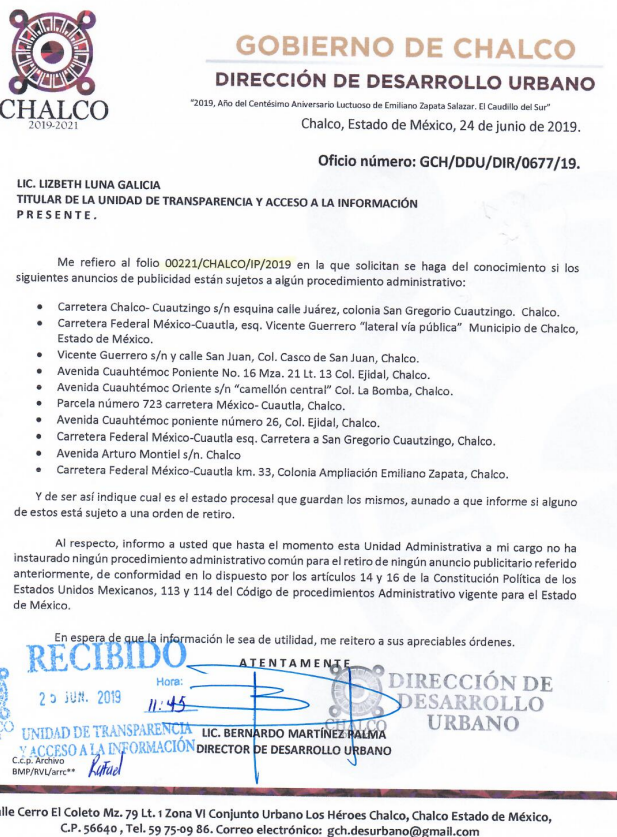 GOBIERNO DE CHALCO
DIRECCIÓN DE DESARROLLO URBANO
CHALCO
2019-2021
"2019, Año del Centésimo Aniversario Luctuoso de Emiliano Zapata Salazar. El Caudillo del Sur"
Chalco, Estado de México, 24 de junio de 2019.
Oficio número: GCH/DDU/DIR/0677/19.
LIC. LIZBETH LUNA GALICIA
TITULAR DE LA UNIDAD DE TRANSPARENCIA Y ACCESO A LA INFORMACIÓN
P R E S E N T E .
Me refiero al folio 00221/CHALCO/IP/2019 en la que solicitan se haga del conocimiento si los
siguientes anuncios de publicidad están sujetos a algún procedimiento administrativo:
• Carretera Chalco- Cuautzingo s/n esquina calle Juárez, colonia San Gregorio Cuautzingo. Chalco.
• Carretera Federal México-Cuautla, esq. Vicente Guerrero "lateral vía pública" Municipio de Chalco,
Estado de México.
• Vicente Guerrero s/n y calle San Juan, Col. Casco de San Juan, Chalco.
• Avenida Cuauhtémoc Poniente No. 16 Mza. 21 Lt. 13 Col. Ejidal, Chalco.
• Avenida Cuauhtémoc Oriente s/n "camellón central" Col. La Bomba, Chalco.
• Parcela número 723 carretera México- Cuautla, Chalco.
• Avenida Cuauhtémoc poniente número 26, Col. Ejidal, Chalco.
• Carretera Federal México-Cuautla esq. Carretera a San Gregorio Cuautzingo, Chalco.
• Avenida Arturo Montiel s/n. Chalco
• Carretera Federal México-Cuautla km. 33, Colonia Ampliación Emiliano Zapata, Chalco.
Y de ser así indique cual es el estado procesal que guardan los mismos, aunado a que informe si alguno
de estos está sujeto a una orden de retiro.
Al respecto, informo a usted que hasta el momento esta Unidad Administrativa a mi cargo no ha
instaurado ningún procedimiento administrativo común para el retiro de ningún anuncio publicitario referido
anteriormente, de conformidad en lo dispuesto por los artículos 14 y 16 de la Constitución Política de los
Estados Unidos Mexicanos, 113 y 114 del Código de procedimientos Administrativo vigente para el Estado
de México.
En espera de que la información le sea de utilidad, me reitero a sus apreciables órdenes.
RECIBIDO
A T E N T A M E N T E
Hora:
JUN. 2019
11:45
DIRECCIÓN DE
DESARROLLO
URBANO
CHALCO
UNIDAD DE TRANSPARENCIA
Y ACCESO A LA INFORMACIÓN
LIC. BERNARDO MARTÍNEZ PALMA
DIRECTOR DE DESARROLLO URBANO
C.c.p. Archivo
BMP/RVL/arrc**
Rafael
lle Cerro El Coleto Mz. 79 Lt. 1 Zona VI Conjunto Urbano Los Héroes Chalco, Chalco Estado de México,
C.P. 56640 , Tel. 59 75-09 86. Correo electrónico: gch.desurbano@gmail.com